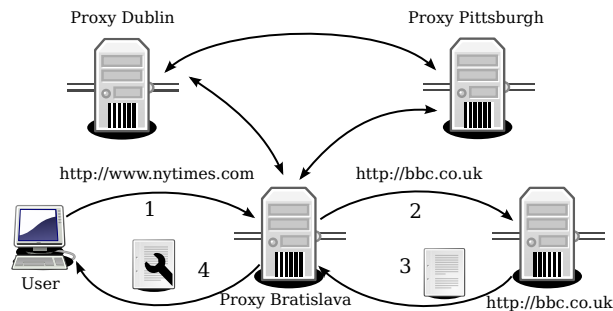 Proxy Dublin
Proxy Pittsburgh
http://www.nytimes.com
http://bbc.co.uk
1
2
4
3
User
Proxy Bratislava
http://bbc.co.uk